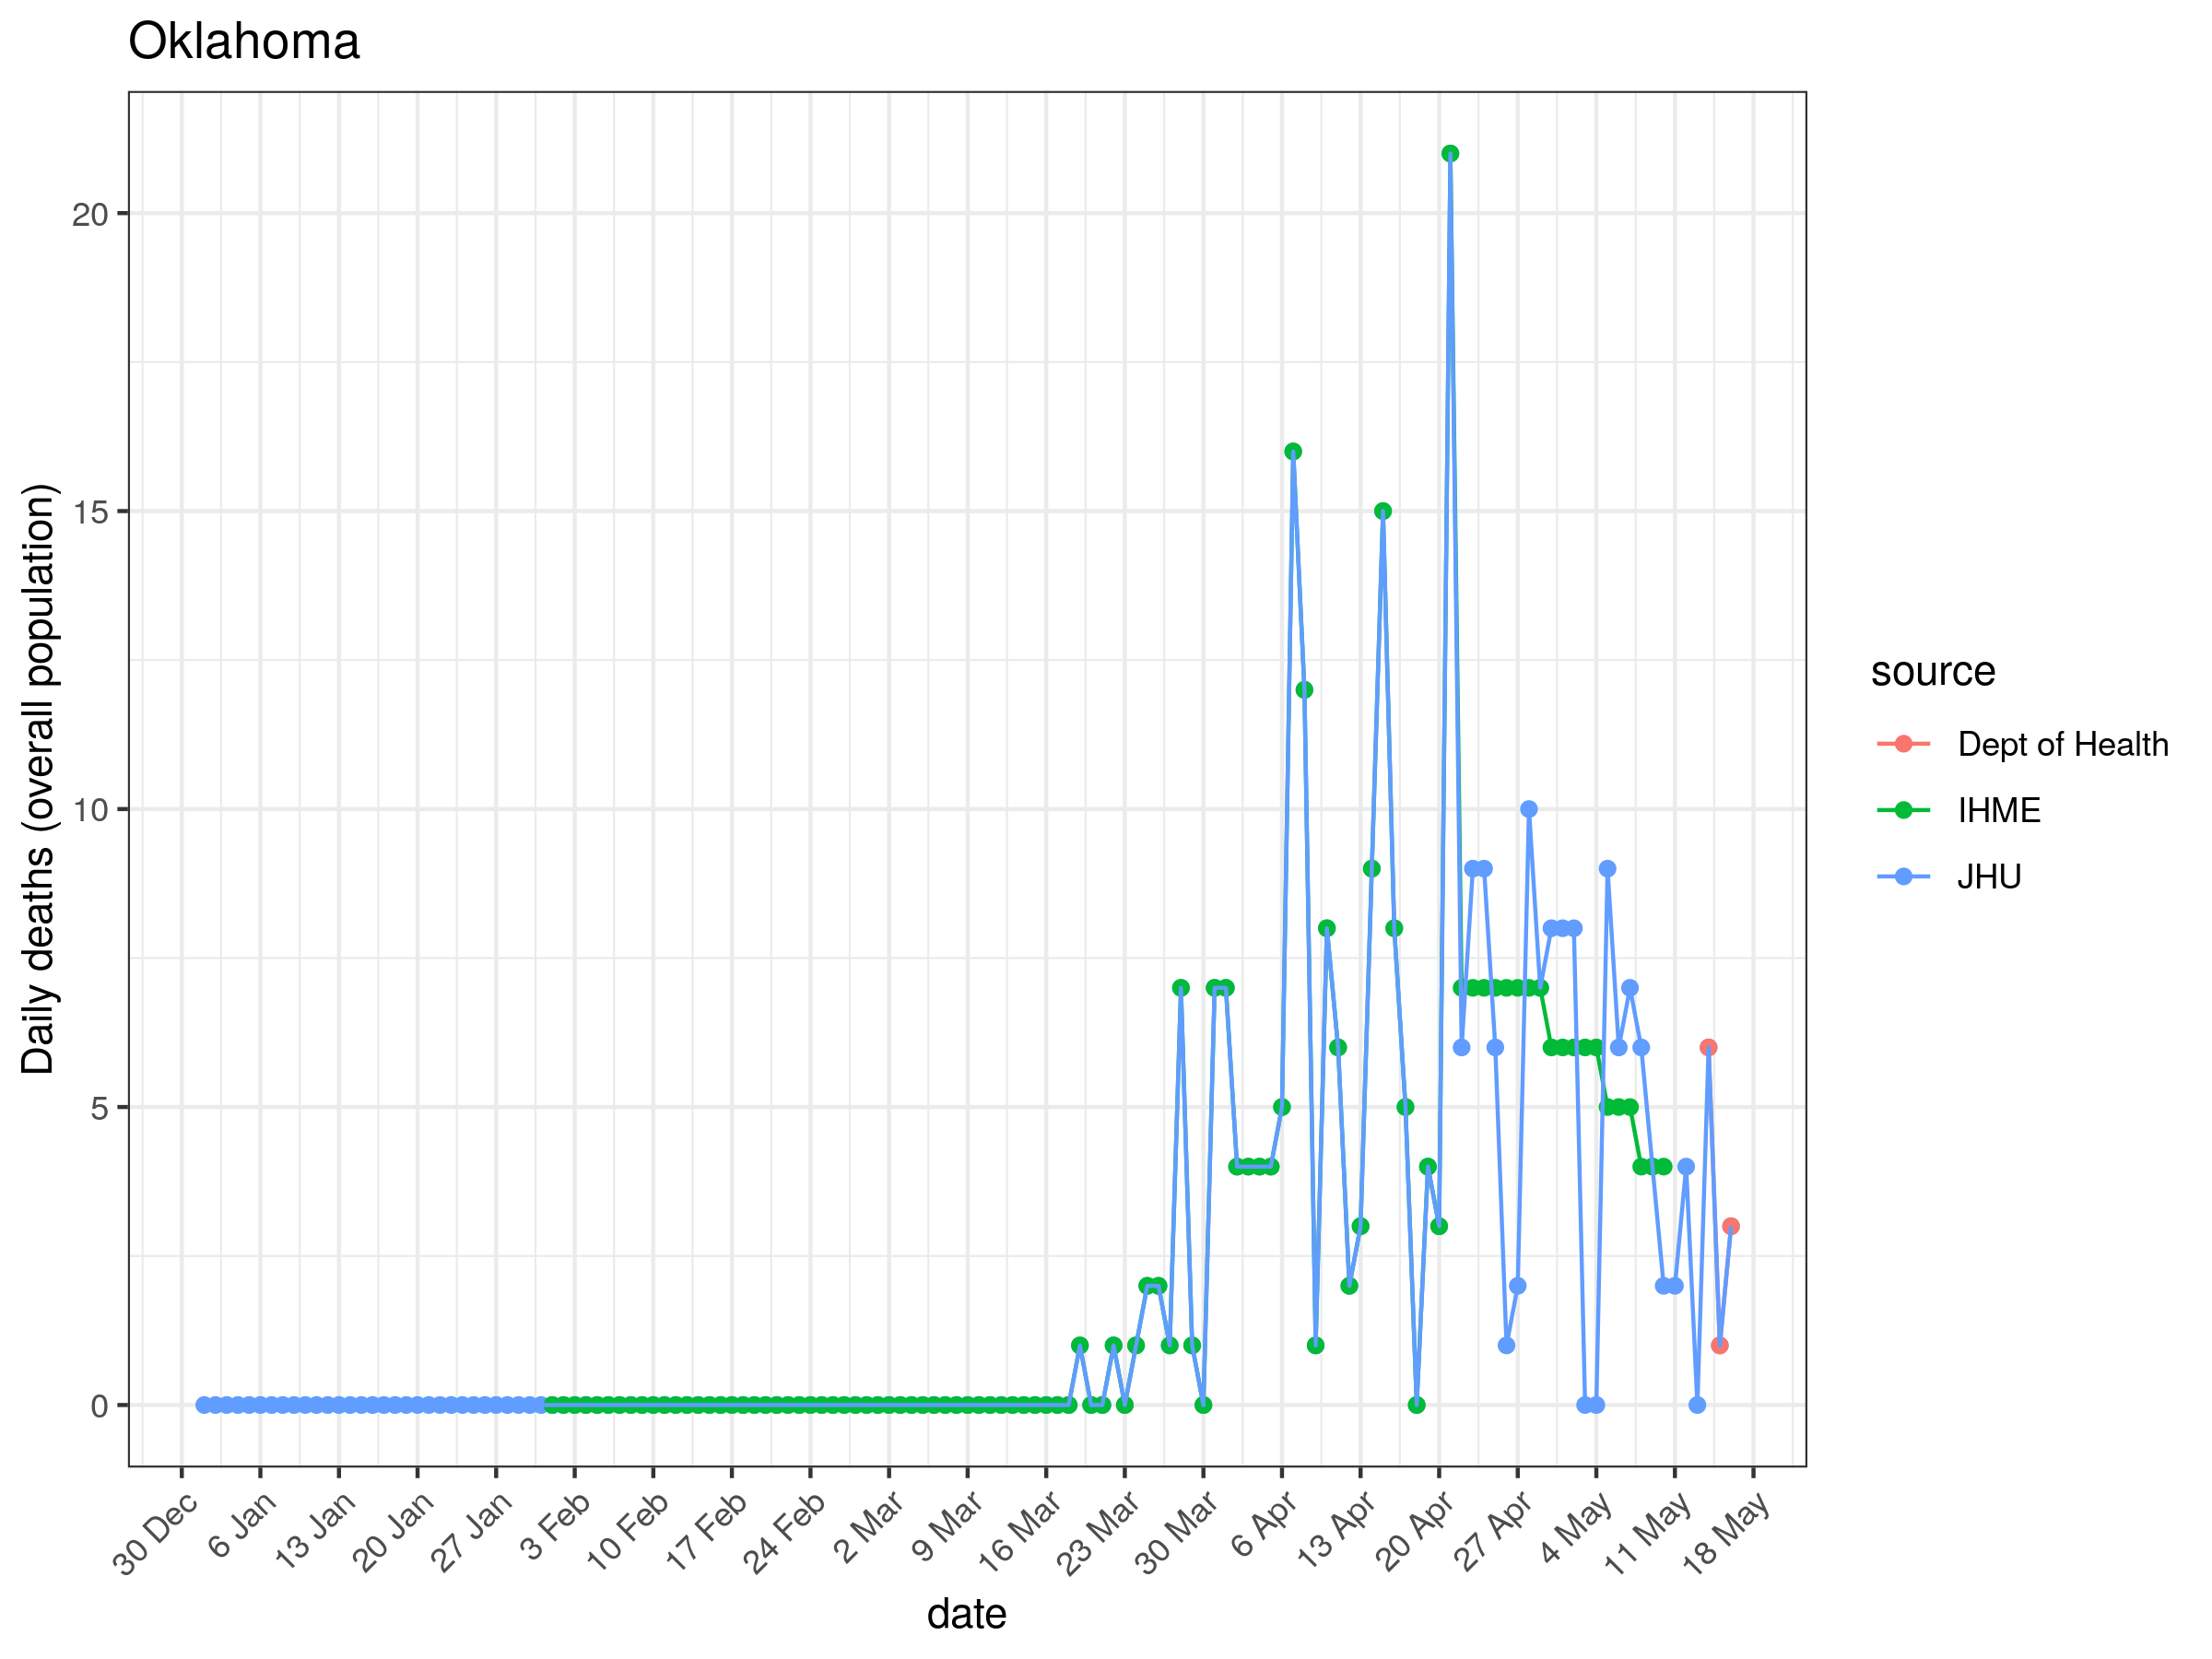 Oklahoma
Daily deaths (overall population)
20
15
10
5
0
30 Dec
6 Jan
13 Jan
20 Jan
27 Jan
3 Feb
10 Feb
17 Feb
24 Feb
2 Mar
9 Mar
16 Mar
23 Mar
30 Mar
6 Apr
13 Apr
20 Apr
27 Apr
4 May
11 May
18 May
date
source
Dept of Health
IHME
JHU